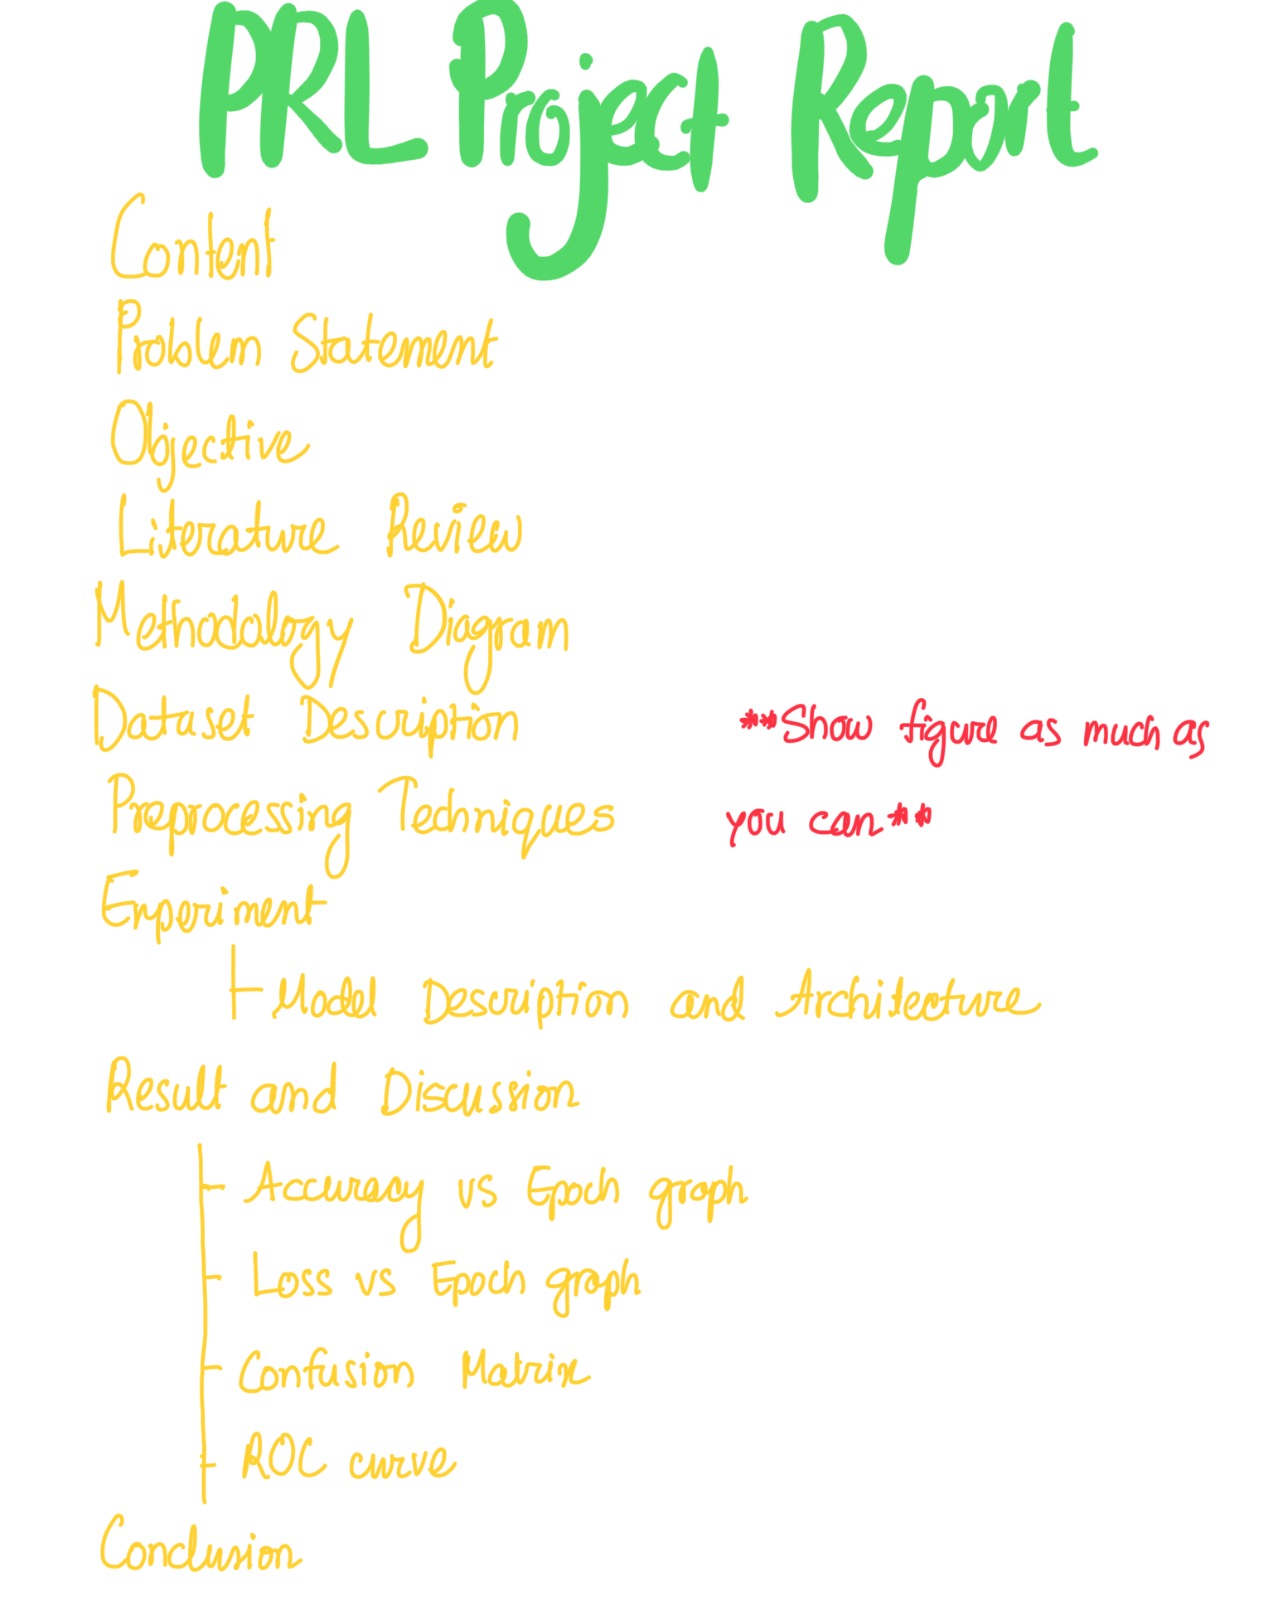 PRL Project Report
Content
Problem Statement
Objective
Literature Review
Methodology Diagram
Dataset Description
**Show figure as much as
you can**
Preprocessing Techniques
Experiment
Model Description and Architecture
Result and Discussion
Accuracy vs Epoch graph
Loss vs Epoch graph
Confusion Matrix
ROC curve
Conclusion